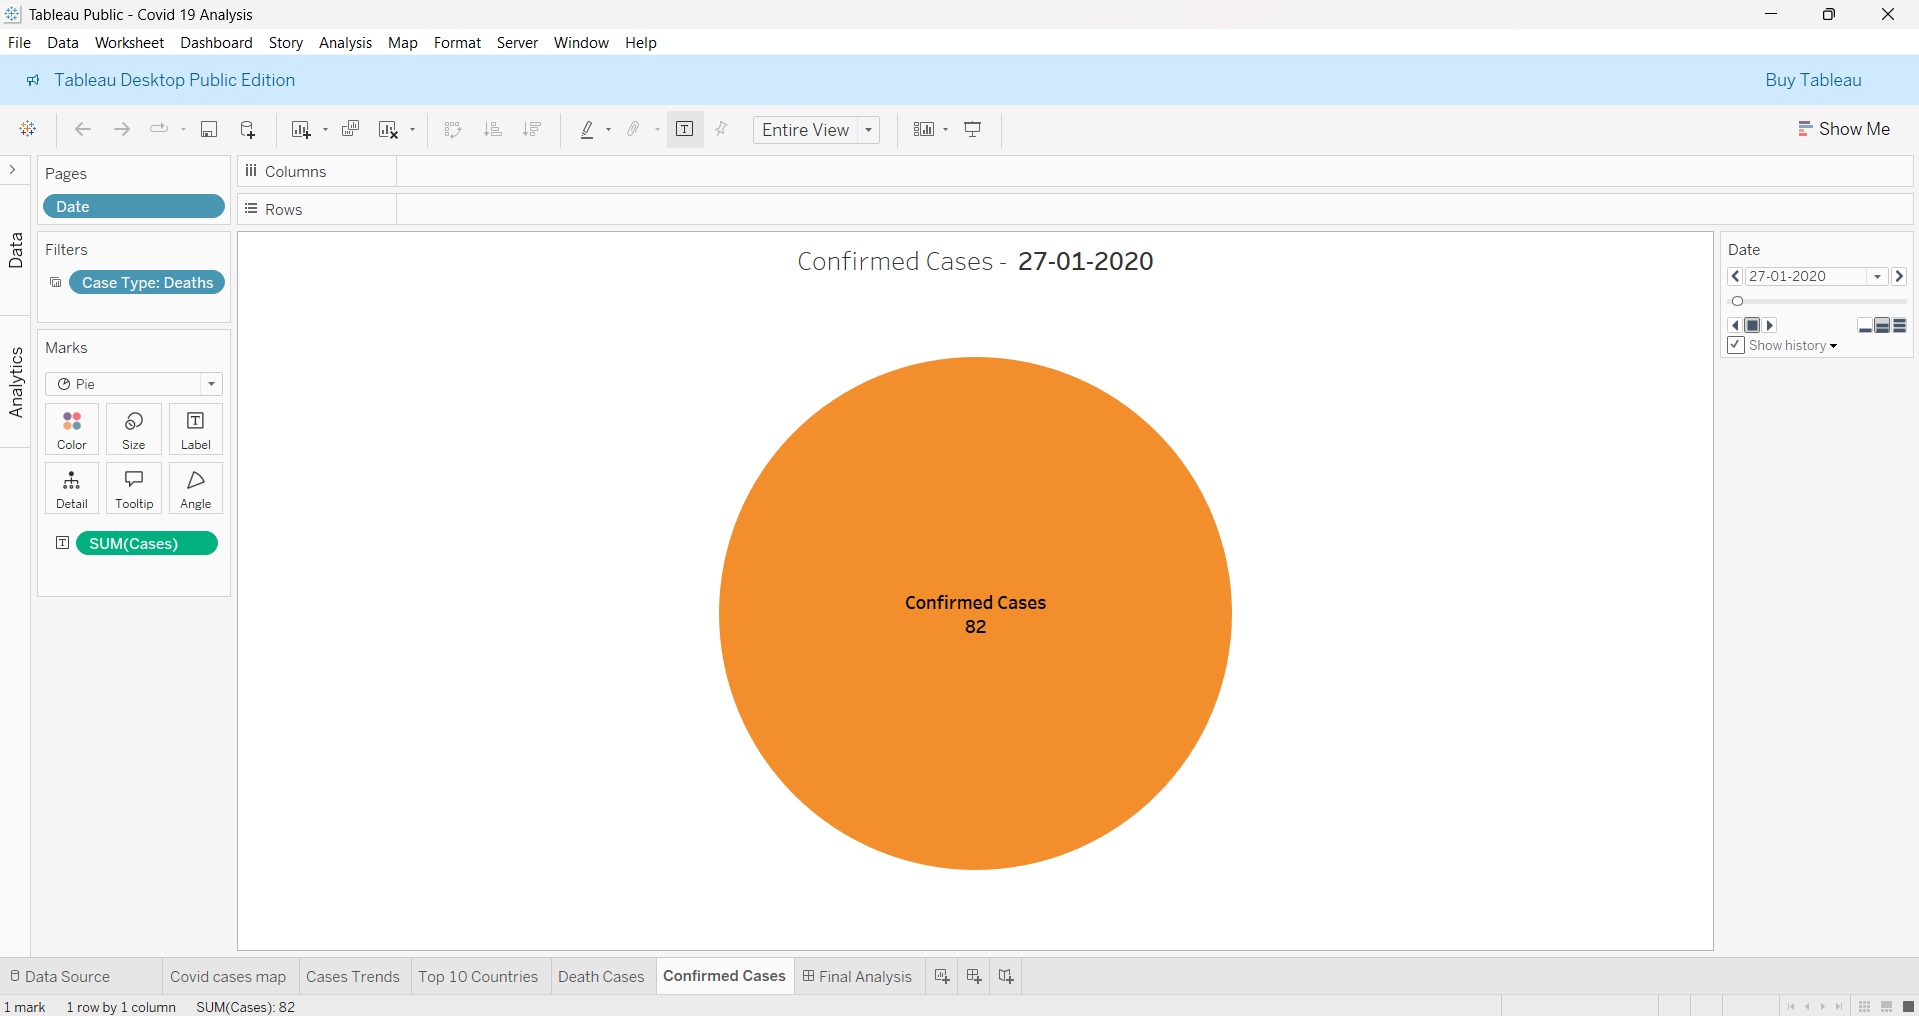 Tableau Public - Covid 19 Analysis
File Data Worksheet Dashboard Story Analysis Map Format Server Window Help
Tableau Desktop Public Edition
Buy Tableau
Entire View
Show Me
Pages
Date
Columns
Rows
Data
Analytics
Filters
Case Type: Deaths
Marks
Pie
Color Size Label
Detail Tooltip Angle
SUM(Cases)
Confirmed Cases - 27-01-2020
Confirmed Cases
82
Date
27-01-2020
Show history
Data Source Covid cases map Cases Trends Top 10 Countries Death Cases Confirmed Cases Final Analysis
1 mark 1 row by 1 column SUM(Cases): 82